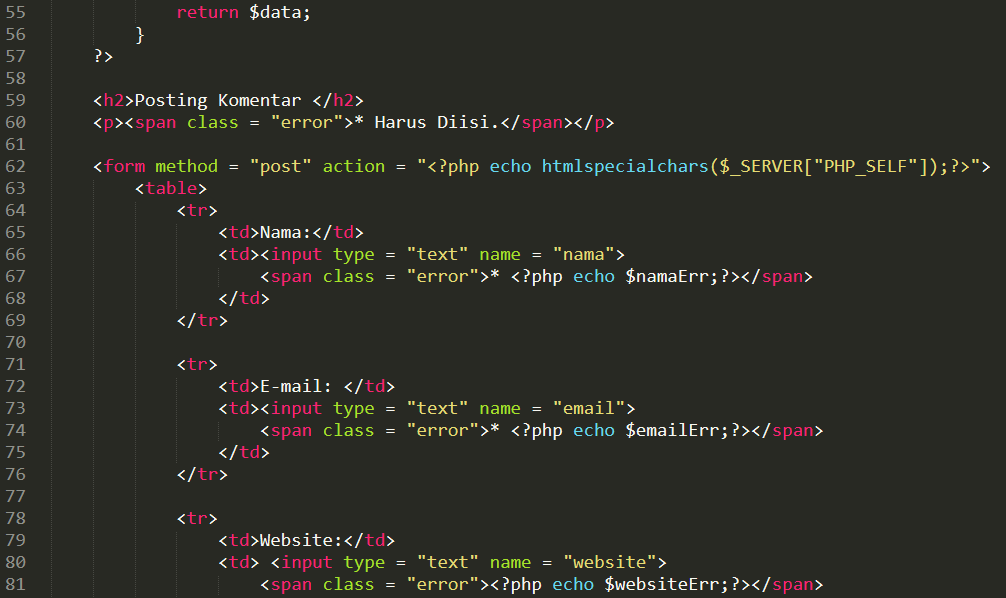 55 return $data;
56 }
57 ?>
58
59 <h2>Posting Komentar </h2>
60 <p><span class = "error">* Harus Diisi.</span></p>
61
62 <form method = "post" action = "<?php echo htmlspecialchars($_SERVER["PHP_SELF"]);?>">
63 <table>
64 <tr>
65 <td>Nama:</td>
66 <td><input type = "text" name = "nama">
67 <span class = "error">* <?php echo $namaErr;?></span>
68 </td>
69 </tr>
70
71 <tr>
72 <td>E-mail: </td>
73 <td><input type = "text" name = "email">
74 <span class = "error">* <?php echo $emailErr;?></span>
75 </td>
76 </tr>
77
78 <tr>
79 <td>Website:</td>
80 <td> <input type = "text" name = "website">
81 <span class = "error"><?php echo $websiteErr;?></span>